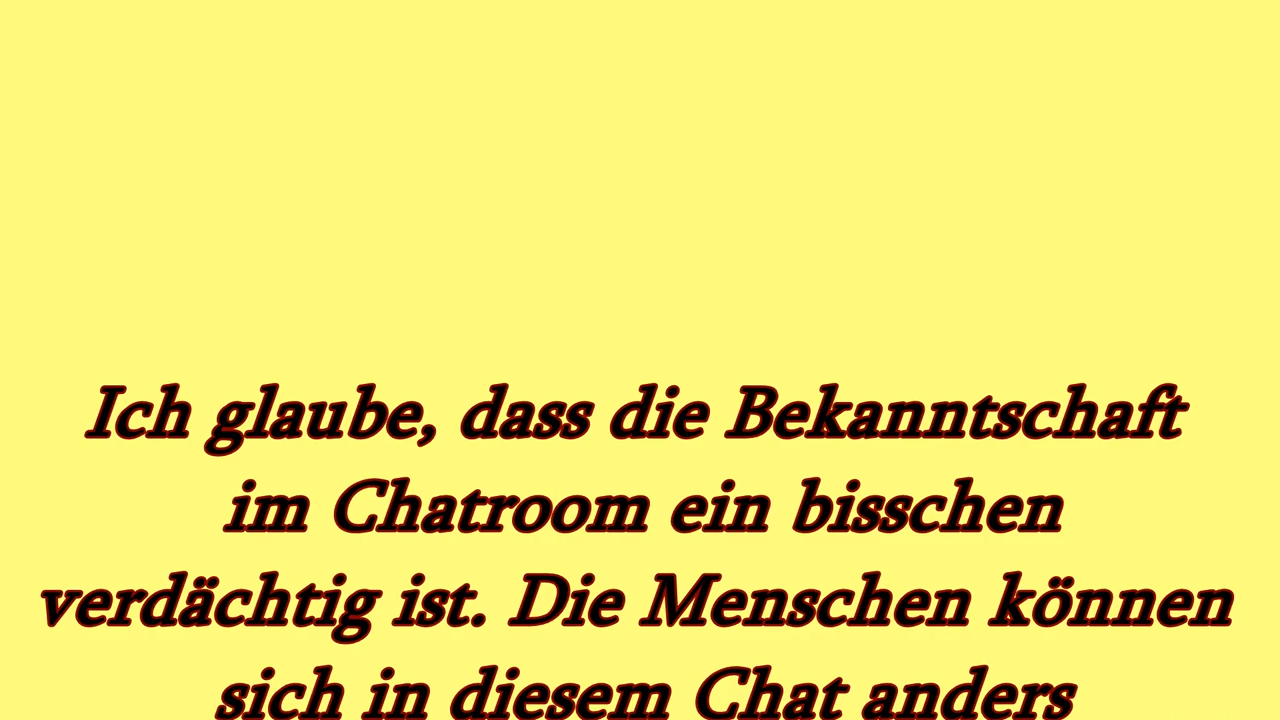 Ich glaube, dass die Bekanntschaft
im Chatroom ein bisschen
verdächtig ist. Die Menschen können
sich in diesem Chat anders